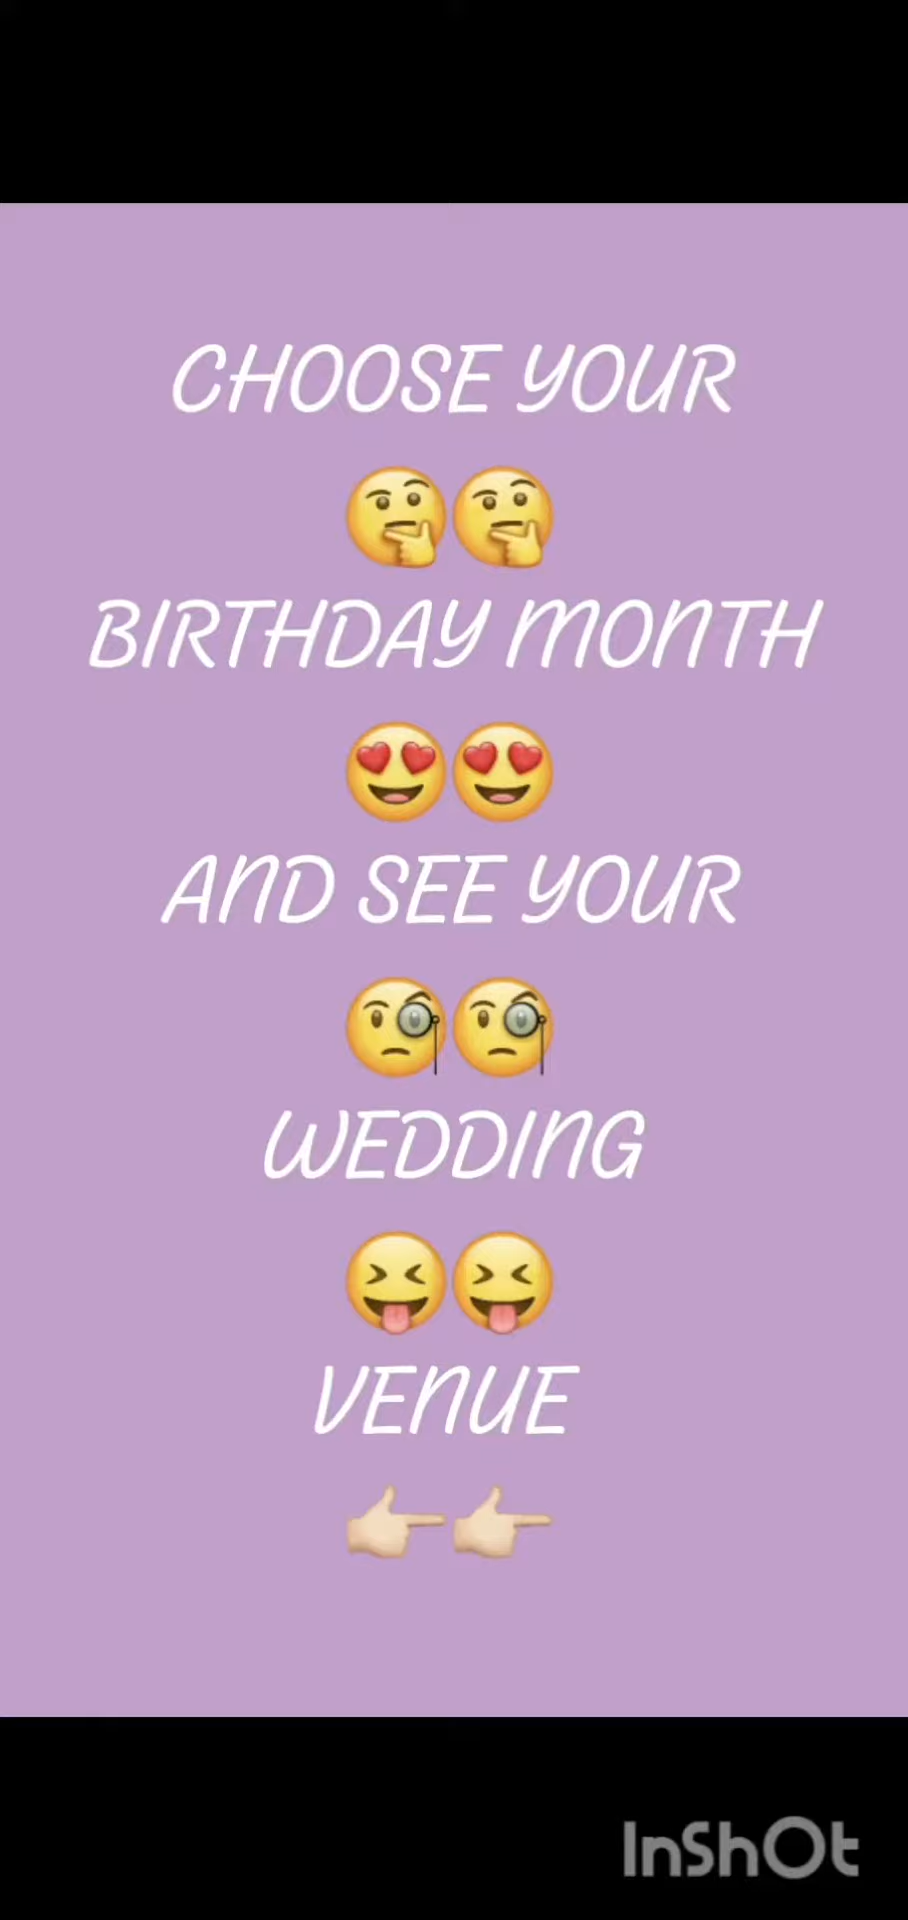 CHOOSE YOUR
🤔🤔
BIRTHDAY MONTH
😍😍
AND SEE YOUR
🧐🧐
WEDDING
😝😝
VENUE
👉🏻👉🏻
InShOt